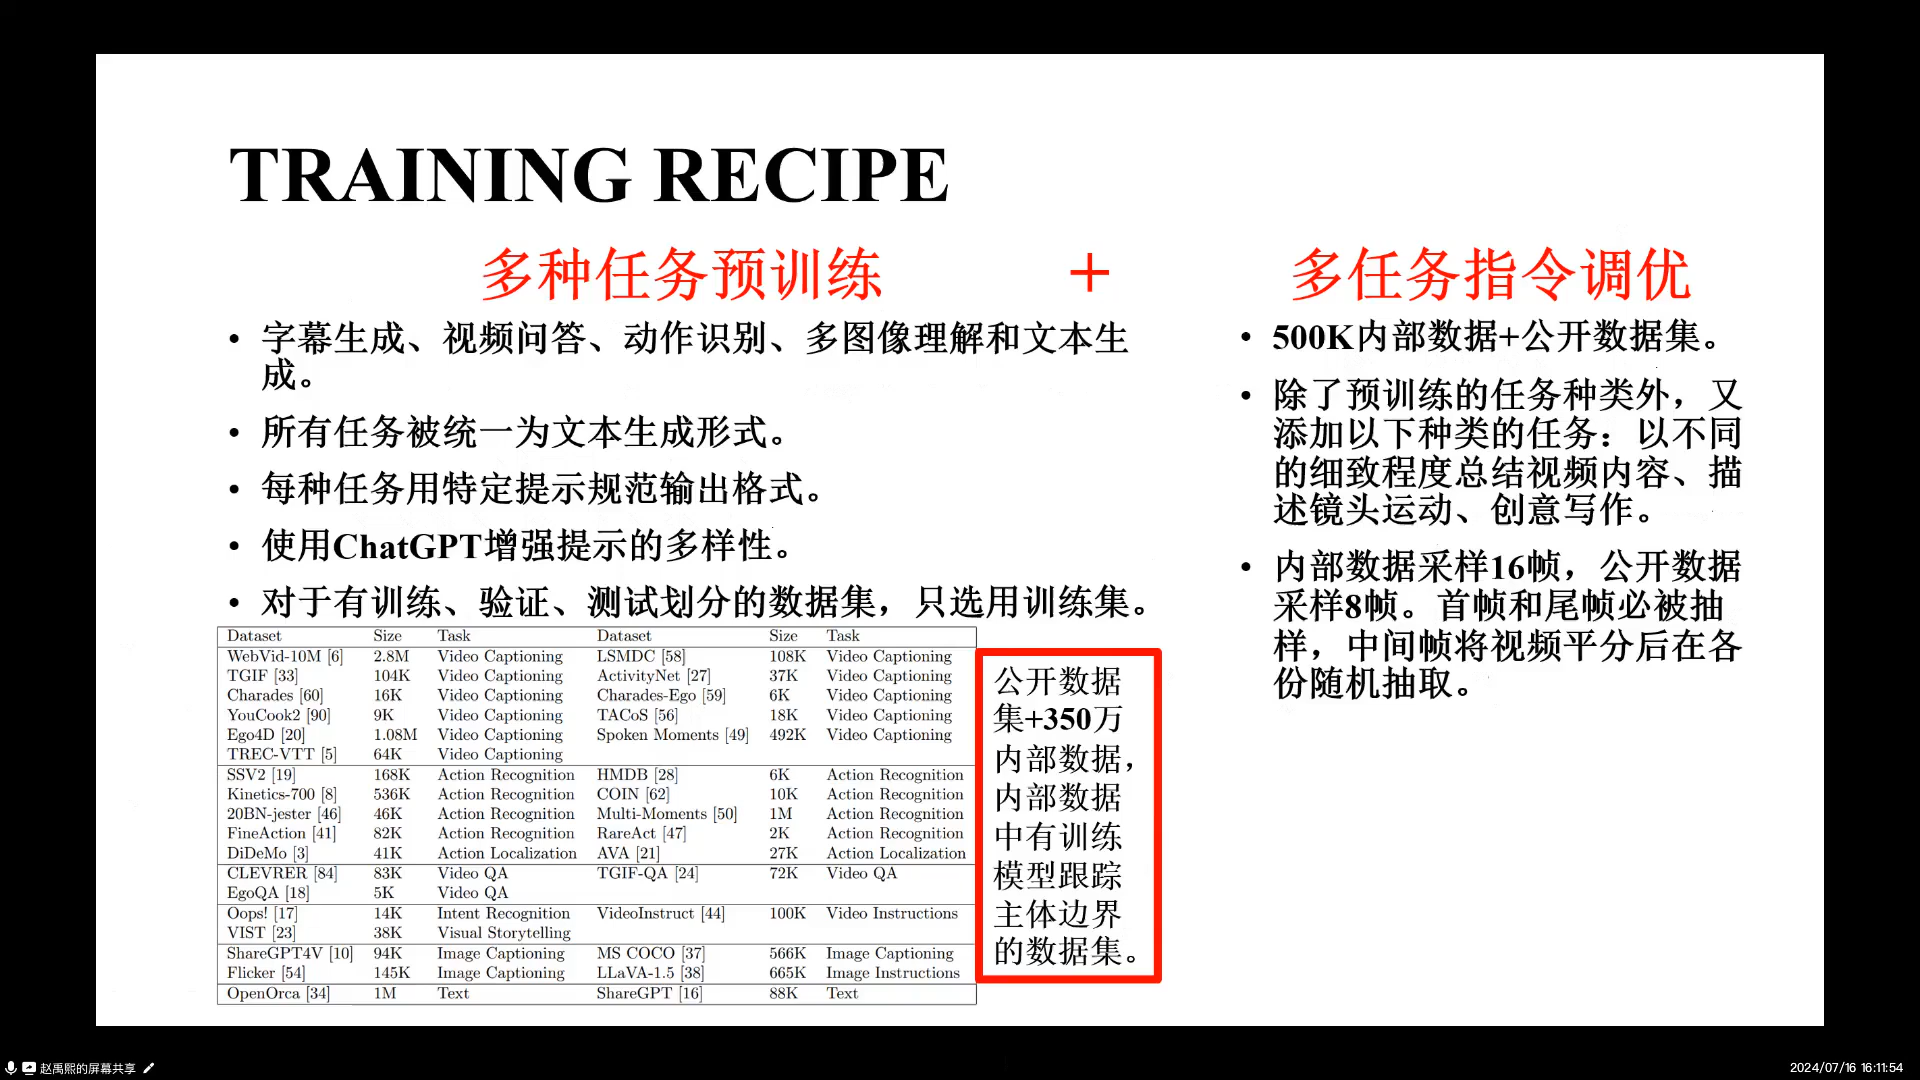 TRAINING RECIPE
多种任务预训练 + 多任务指令调优
• 字幕生成、视频问答、动作识别、多图像理解和文本生
成。
• 所有任务被统一为文本生成形式。
• 每种任务用特定提示规范输出格式。
• 使用ChatGPT增强提示的多样性。
• 对于有训练、验证、测试划分的数据集，只选用训练集。
Dataset Size Task Dataset Size Task
WebVid-10M [6] 2.8M Video Captioning LSMDC [58] 108K Video Captioning
TGIF [33] 104K Video Captioning ActivityNet [27] 37K Video Captioning
Charades [60] 16K Video Captioning Charades-Ego [59] 6K Video Captioning
YouCook2 [90] 9K Video Captioning TACoS [56] 18K Video Captioning
Ego4D [20] 1.08M Video Captioning Spoken Moments [49] 492K Video Captioning
TREC-VTT [5] 64K Video Captioning
SSV2 [19] 168K Action Recognition HMDB [28] 6K Action Recognition
Kinetics-700 [8] 536K Action Recognition COIN [62] 10K Action Recognition
20BN-jester [46] 46K Action Recognition Multi-Moments [50] 1M Action Recognition
FineAction [41] 82K Action Recognition RareAct [47] 2K Action Recognition
DiDeMo [3] 41K Action Localization AVA [21] 27K Action Localization
CLEVRER [84] 83K Video QA TGIF-QA [24] 72K Video QA
EgoQA [18] 5K Video QA
Oops! [17] 14K Intent Recognition VideoInstruct [44] 100K Video Instructions
VIST [23] 38K Visual Storytelling
ShareGPT4V [10] 94K Image Captioning MS COCO [37] 566K Image Captioning
Flicker [54] 145K Image Captioning LLaVA-1.5 [38] 665K Image Instructions
OpenOrca [34] 1M Text ShareGPT [16] 88K Text
公开数据
集+350万
内部数据，
内部数据
中有训练
模型跟踪
主体边界
的数据集。
• 500K内部数据+公开数据集。
• 除了预训练的任务种类外，又
添加以下种类的任务：以不同
的细致程度总结视频内容、描
述镜头运动、创意写作。
• 内部数据采样16帧，公开数据
采样8帧。首帧和尾帧必被抽
样，中间帧将视频平分后在各
份随机抽取。
赵禹熙的屏幕共享
2024/07/16 16:11:54